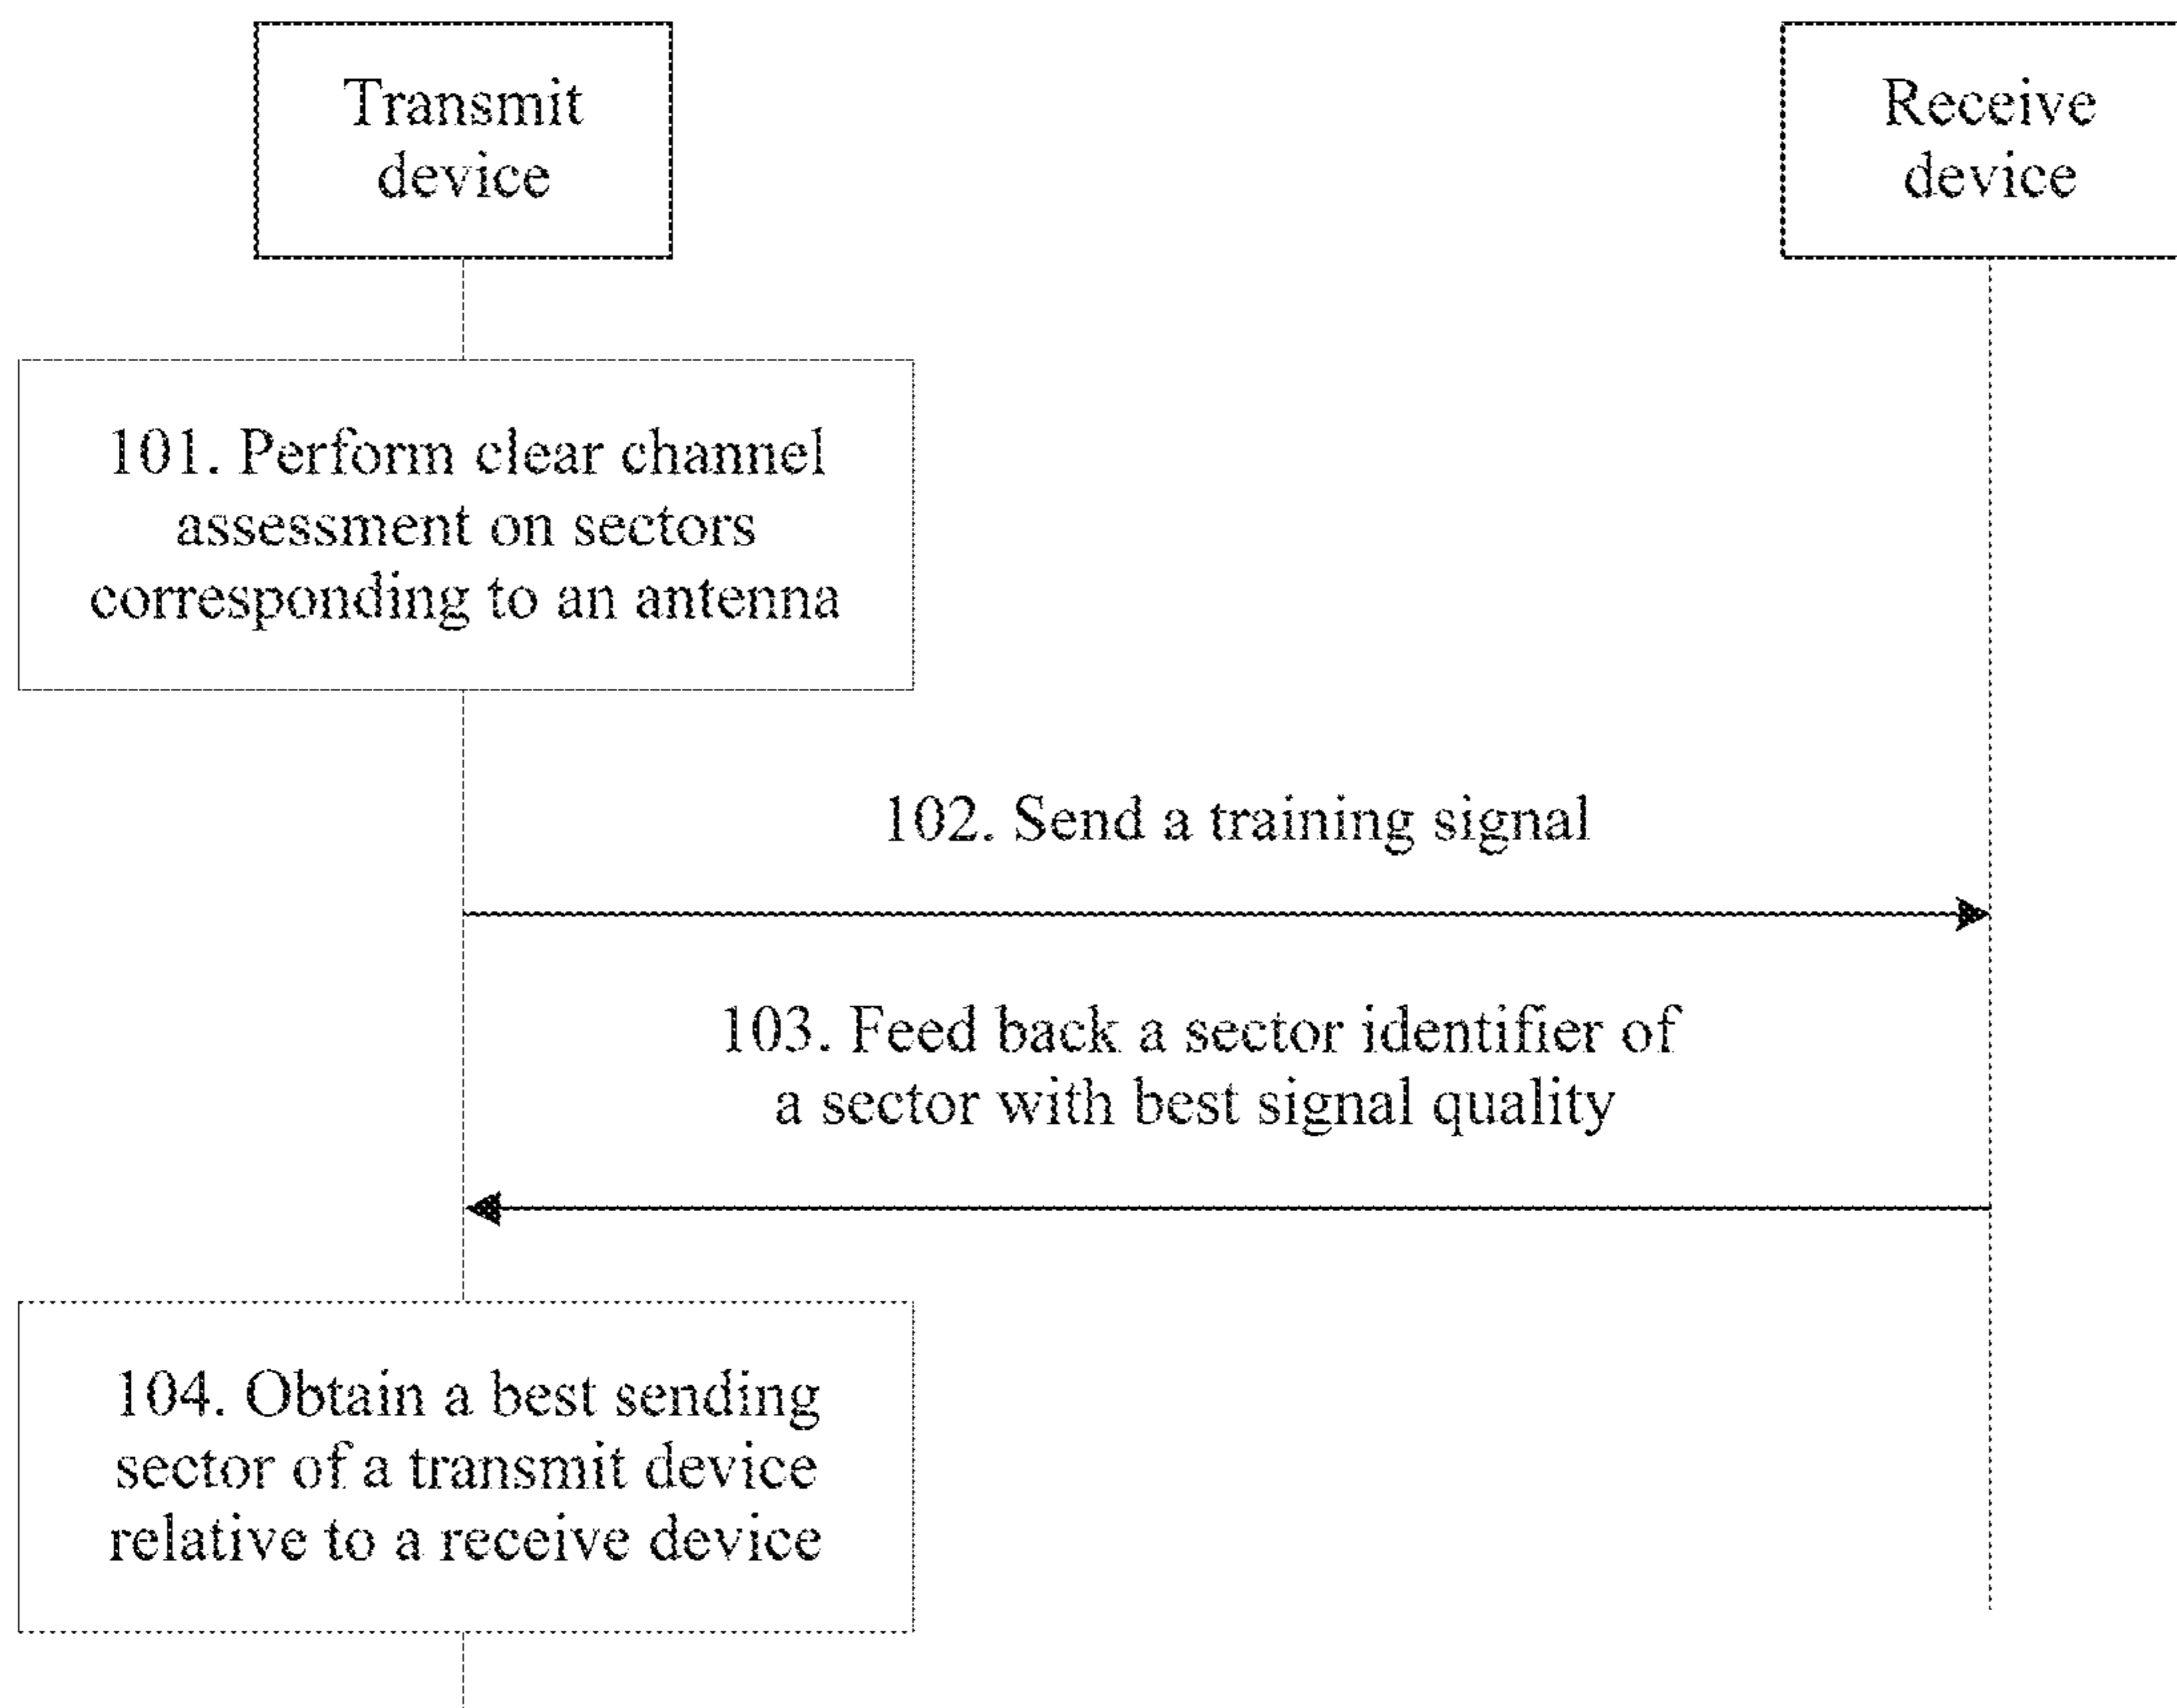 Transmit
device
Receive
device
101. Perform clear channel
assessment on sectors
corresponding to an antenna
102. Send a training signal
103. Feed back a sector identifier of
a sector with best signal quality
104. Obtain a best sending
sector of a transmit device
relative to a receive device